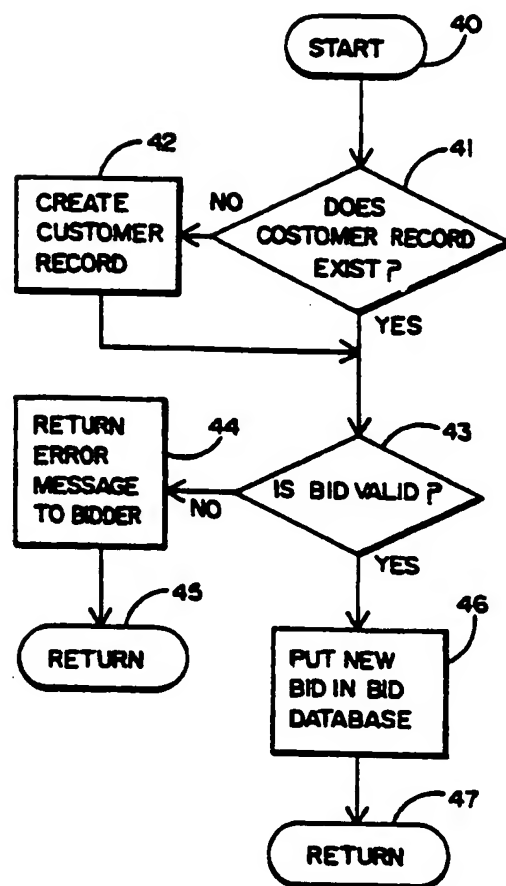 START
40
41
DOES
COSTOMER RECORD
EXIST?
NO
42
CREATE
CUSTOMER
RECORD
YES
43
IS BID VALID?
NO
44
RETURN
ERROR
MESSAGE
TO BIDDER
45
RETURN
YES
46
PUT NEW
BID IN BID
DATABASE
47
RETURN